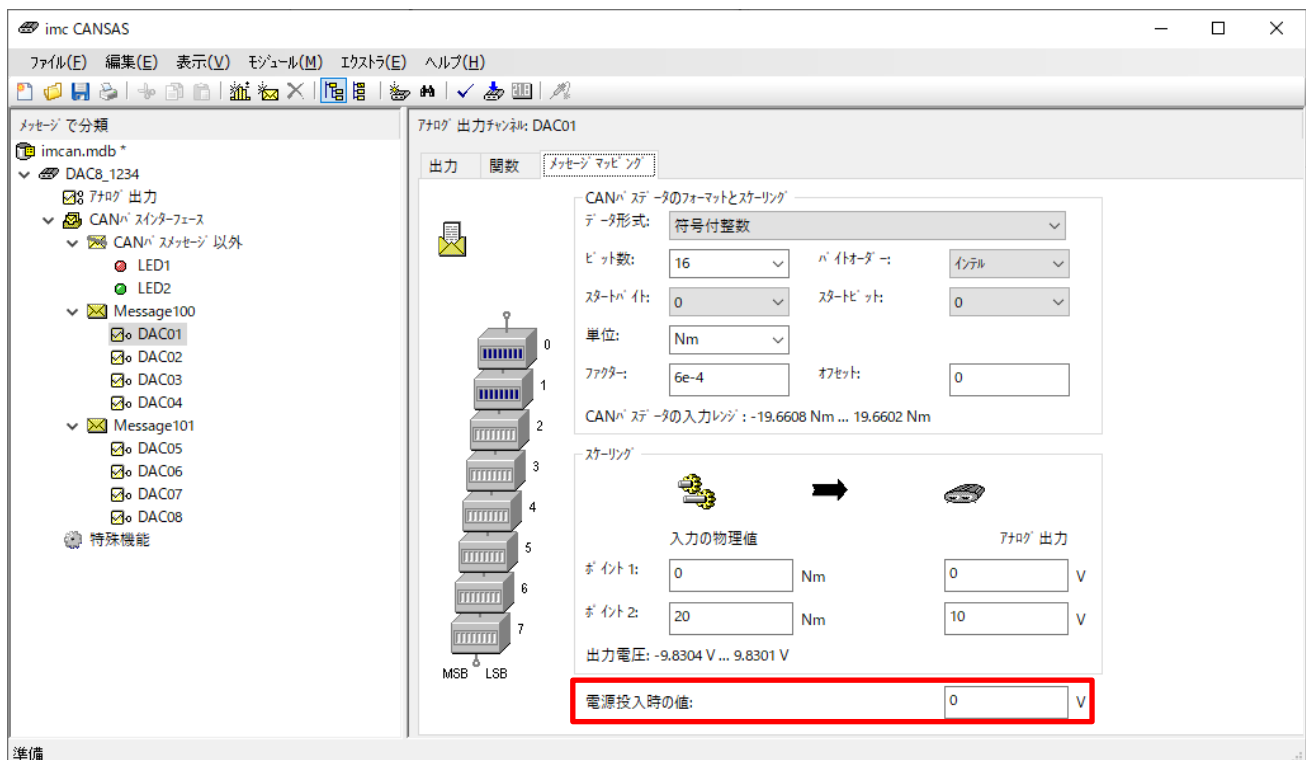 imc CANSAS
ファイル(F) 編集(E) 表示(V) モジュール(M) エクストラ(E) ヘルプ(H)
メッセージで分類
imcan.mdb *
DAC8_1234
アナログ出力
CANバスインターフェース
CANバスメッセージ以外
LED1
LED2
Message100
DAC01
DAC02
DAC03
DAC04
Message101
DAC05
DAC06
DAC07
DAC08
特殊機能
アナログ出力チャンネル: DAC01
出力 関数 メッセージマッピング
CANバスデータのフォーマットとスケーリング
データ形式: 符号付整数
ビット数: 16 バイトオーダー: インテル
スタートバイト: 0 スタートビット: 0
単位: Nm
ファクター: 6e-4 オフセット: 0
CANバスデータの入力レンジ: -19.6608 Nm ... 19.6602 Nm
0
1
2
3
4
5
6
7
MSB LSB
スケーリング
入力の物理値 アナログ出力
ポイント1: 0 Nm 0 V
ポイント2: 20 Nm 10 V
出力電圧: -9.8304 V ... 9.8301 V
電源投入時の値: 0 V
準備